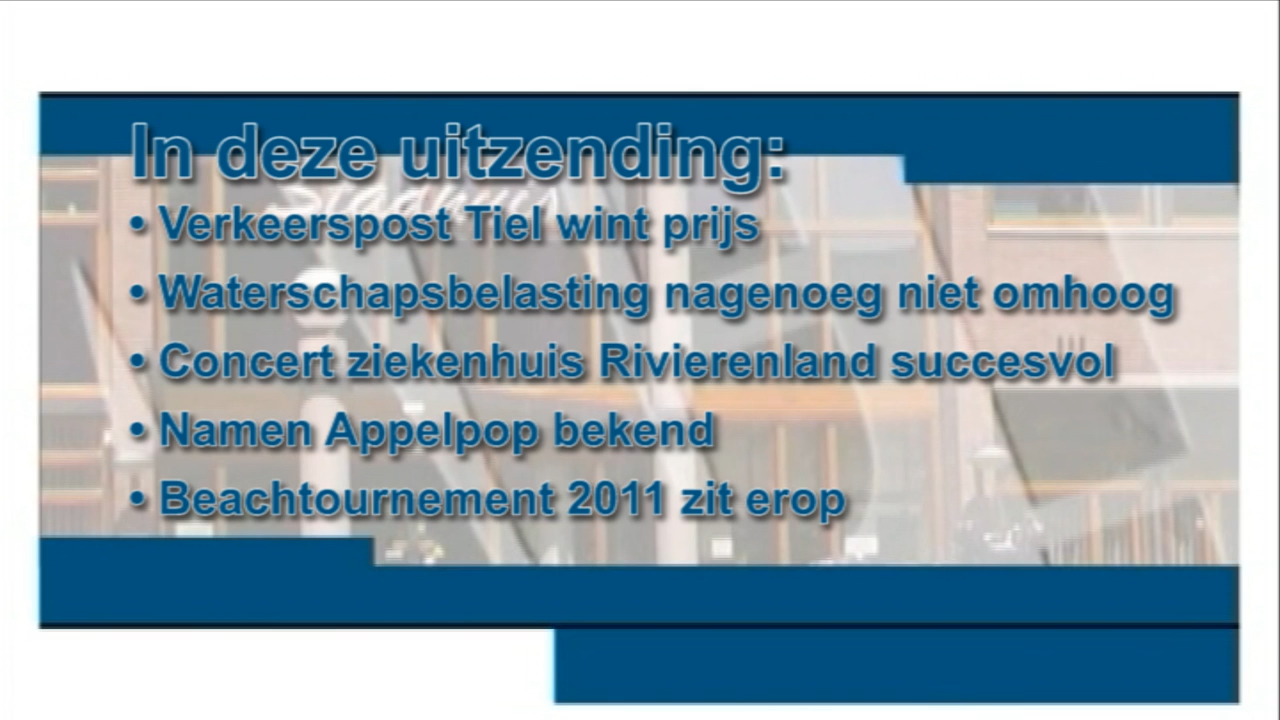 In deze uitzending:
Stadhuis
• Verkeerspost Tiel wint prijs
• Waterschapsbelasting nagenoeg niet omhoog
• Concert ziekenhuis Rivierenland succesvol
• Namen Appelpop bekend
• Beachtournement 2011 zit erop